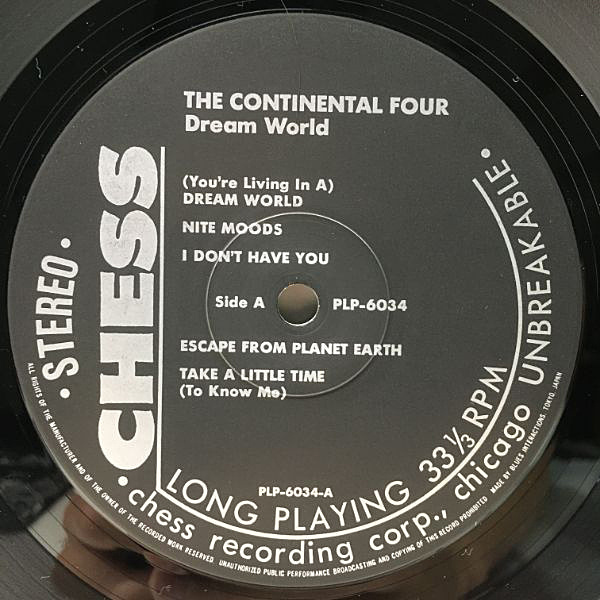 THE CONTINENTAL FOUR
Dream World
(You're Living In A)
DREAM WORLD
NITE MOODS
I DON'T HAVE YOU
Side A
PLP-6034
ESCAPE FROM PLANET EARTH
TAKE A LITTLE TIME
(To Know Me)
PLP-6034-A
• STEREO •
CHESS
LONG PLAYING 33⅓ RPM
• chess recording corp., chicago UNBREAKABLE •
ALL RIGHTS OF THE MANUFACTURER AND OF THE OWNER OF THE RECORDED WORK RESERVED. UNAUTHORIZED PUBLIC PERFORMANCE BROADCASTING AND COPYING OF THIS RECORD PROHIBITED. MADE BY BLUES INTERACTIONS, TOKYO, JAPAN